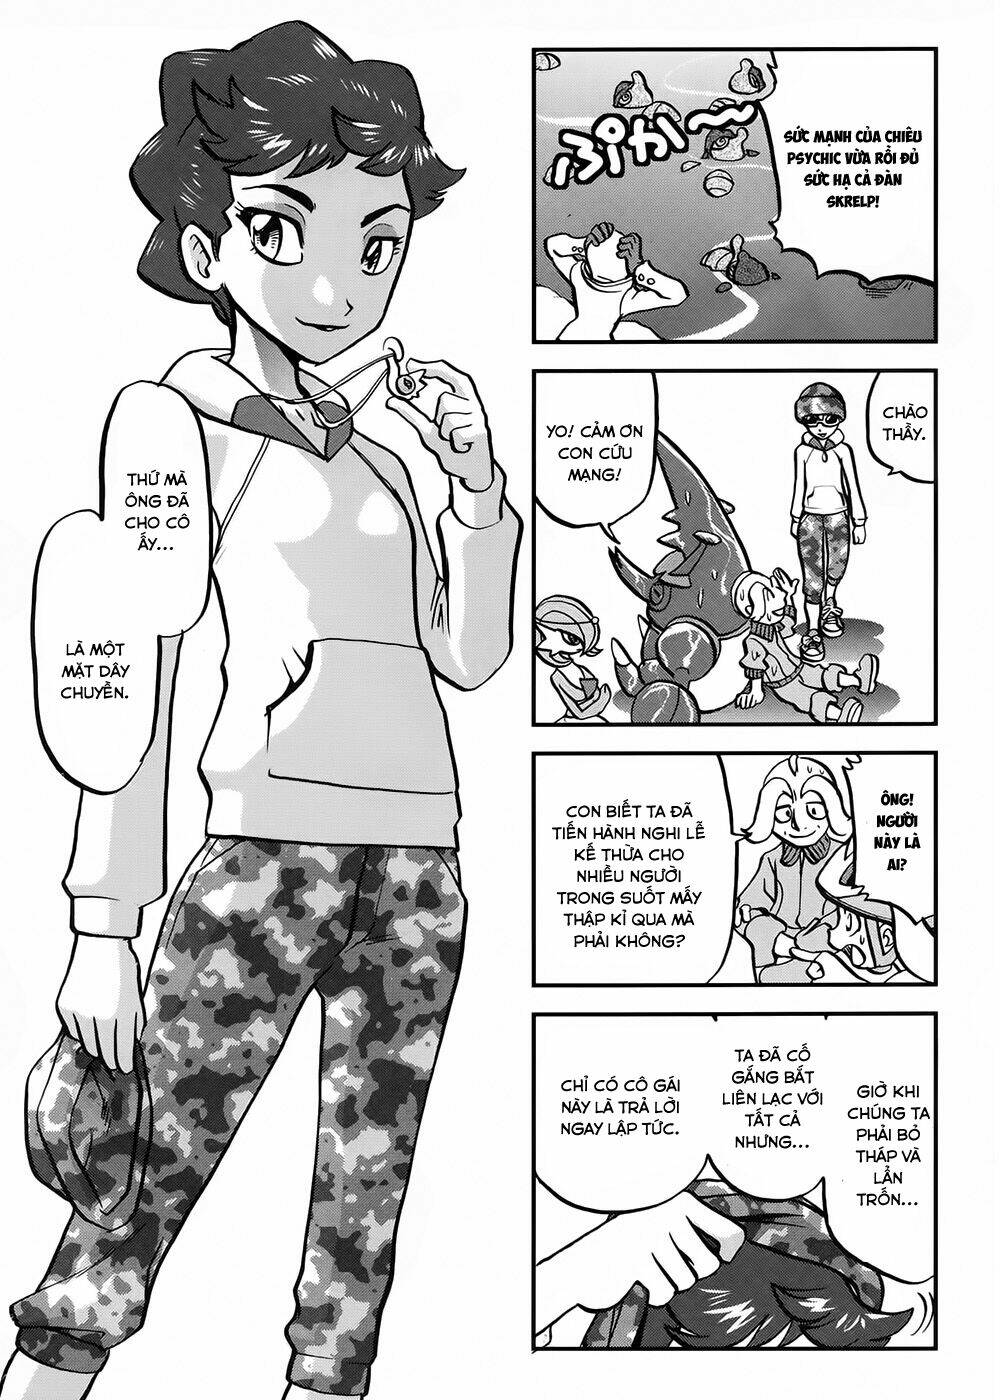 SỨC MẠNH CỦA CHIÊU
PSYCHIC VỪA RỒI ĐỦ
SỨC HẠ CẢ ĐÀN
SKRELP!
ぷか〜
CHÀO
THẦY.
YO! CẢM ƠN
CON CỨU
MẠNG!
ÔNG!
NGƯỜI
NÀY LÀ
AI?
CON BIẾT TA ĐÃ
TIẾN HÀNH NGHI LỄ
KẾ THỪA CHO
NHIỀU NGƯỜI
TRONG SUỐT MẤY
THẬP KỈ QUA MÀ
PHẢI KHÔNG?
GIỜ KHI
CHÚNG TA
PHẢI BỎ
THÁP VÀ
LẨN
TRỐN...
TA ĐÃ CỐ
GẮNG BẮT
LIÊN LẠC VỚI
TẤT CẢ
NHƯNG...
CHỈ CÓ CÔ GÁI
NÀY LÀ TRẢ LỜI
NGAY LẬP TỨC.
THỨ MÀ
ÔNG ĐÃ
CHO CÔ
ẤY...
LÀ MỘT
MẶT DÂY
CHUYỀN.